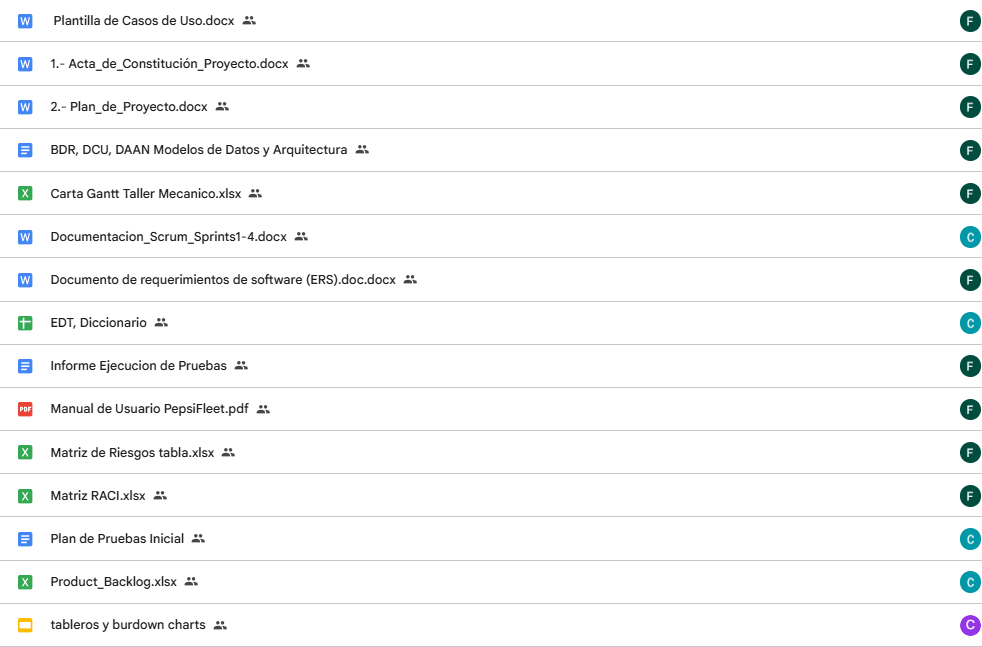 W Plantilla de Casos de Uso.docx F
W 1.- Acta_de_Constitución_Proyecto.docx F
W 2.- Plan_de_Proyecto.docx F
BDR, DCU, DAAN Modelos de Datos y Arquitectura F
X Carta Gantt Taller Mecanico.xlsx F
W Documentacion_Scrum_Sprints1-4.docx C
W Documento de requerimientos de software (ERS).doc.docx F
EDT, Diccionario C
Informe Ejecucion de Pruebas F
PDF Manual de Usuario PepsiFleet.pdf F
X Matriz de Riesgos tabla.xlsx F
X Matriz RACI.xlsx F
Plan de Pruebas Inicial C
X Product_Backlog.xlsx C
tableros y burdown charts C